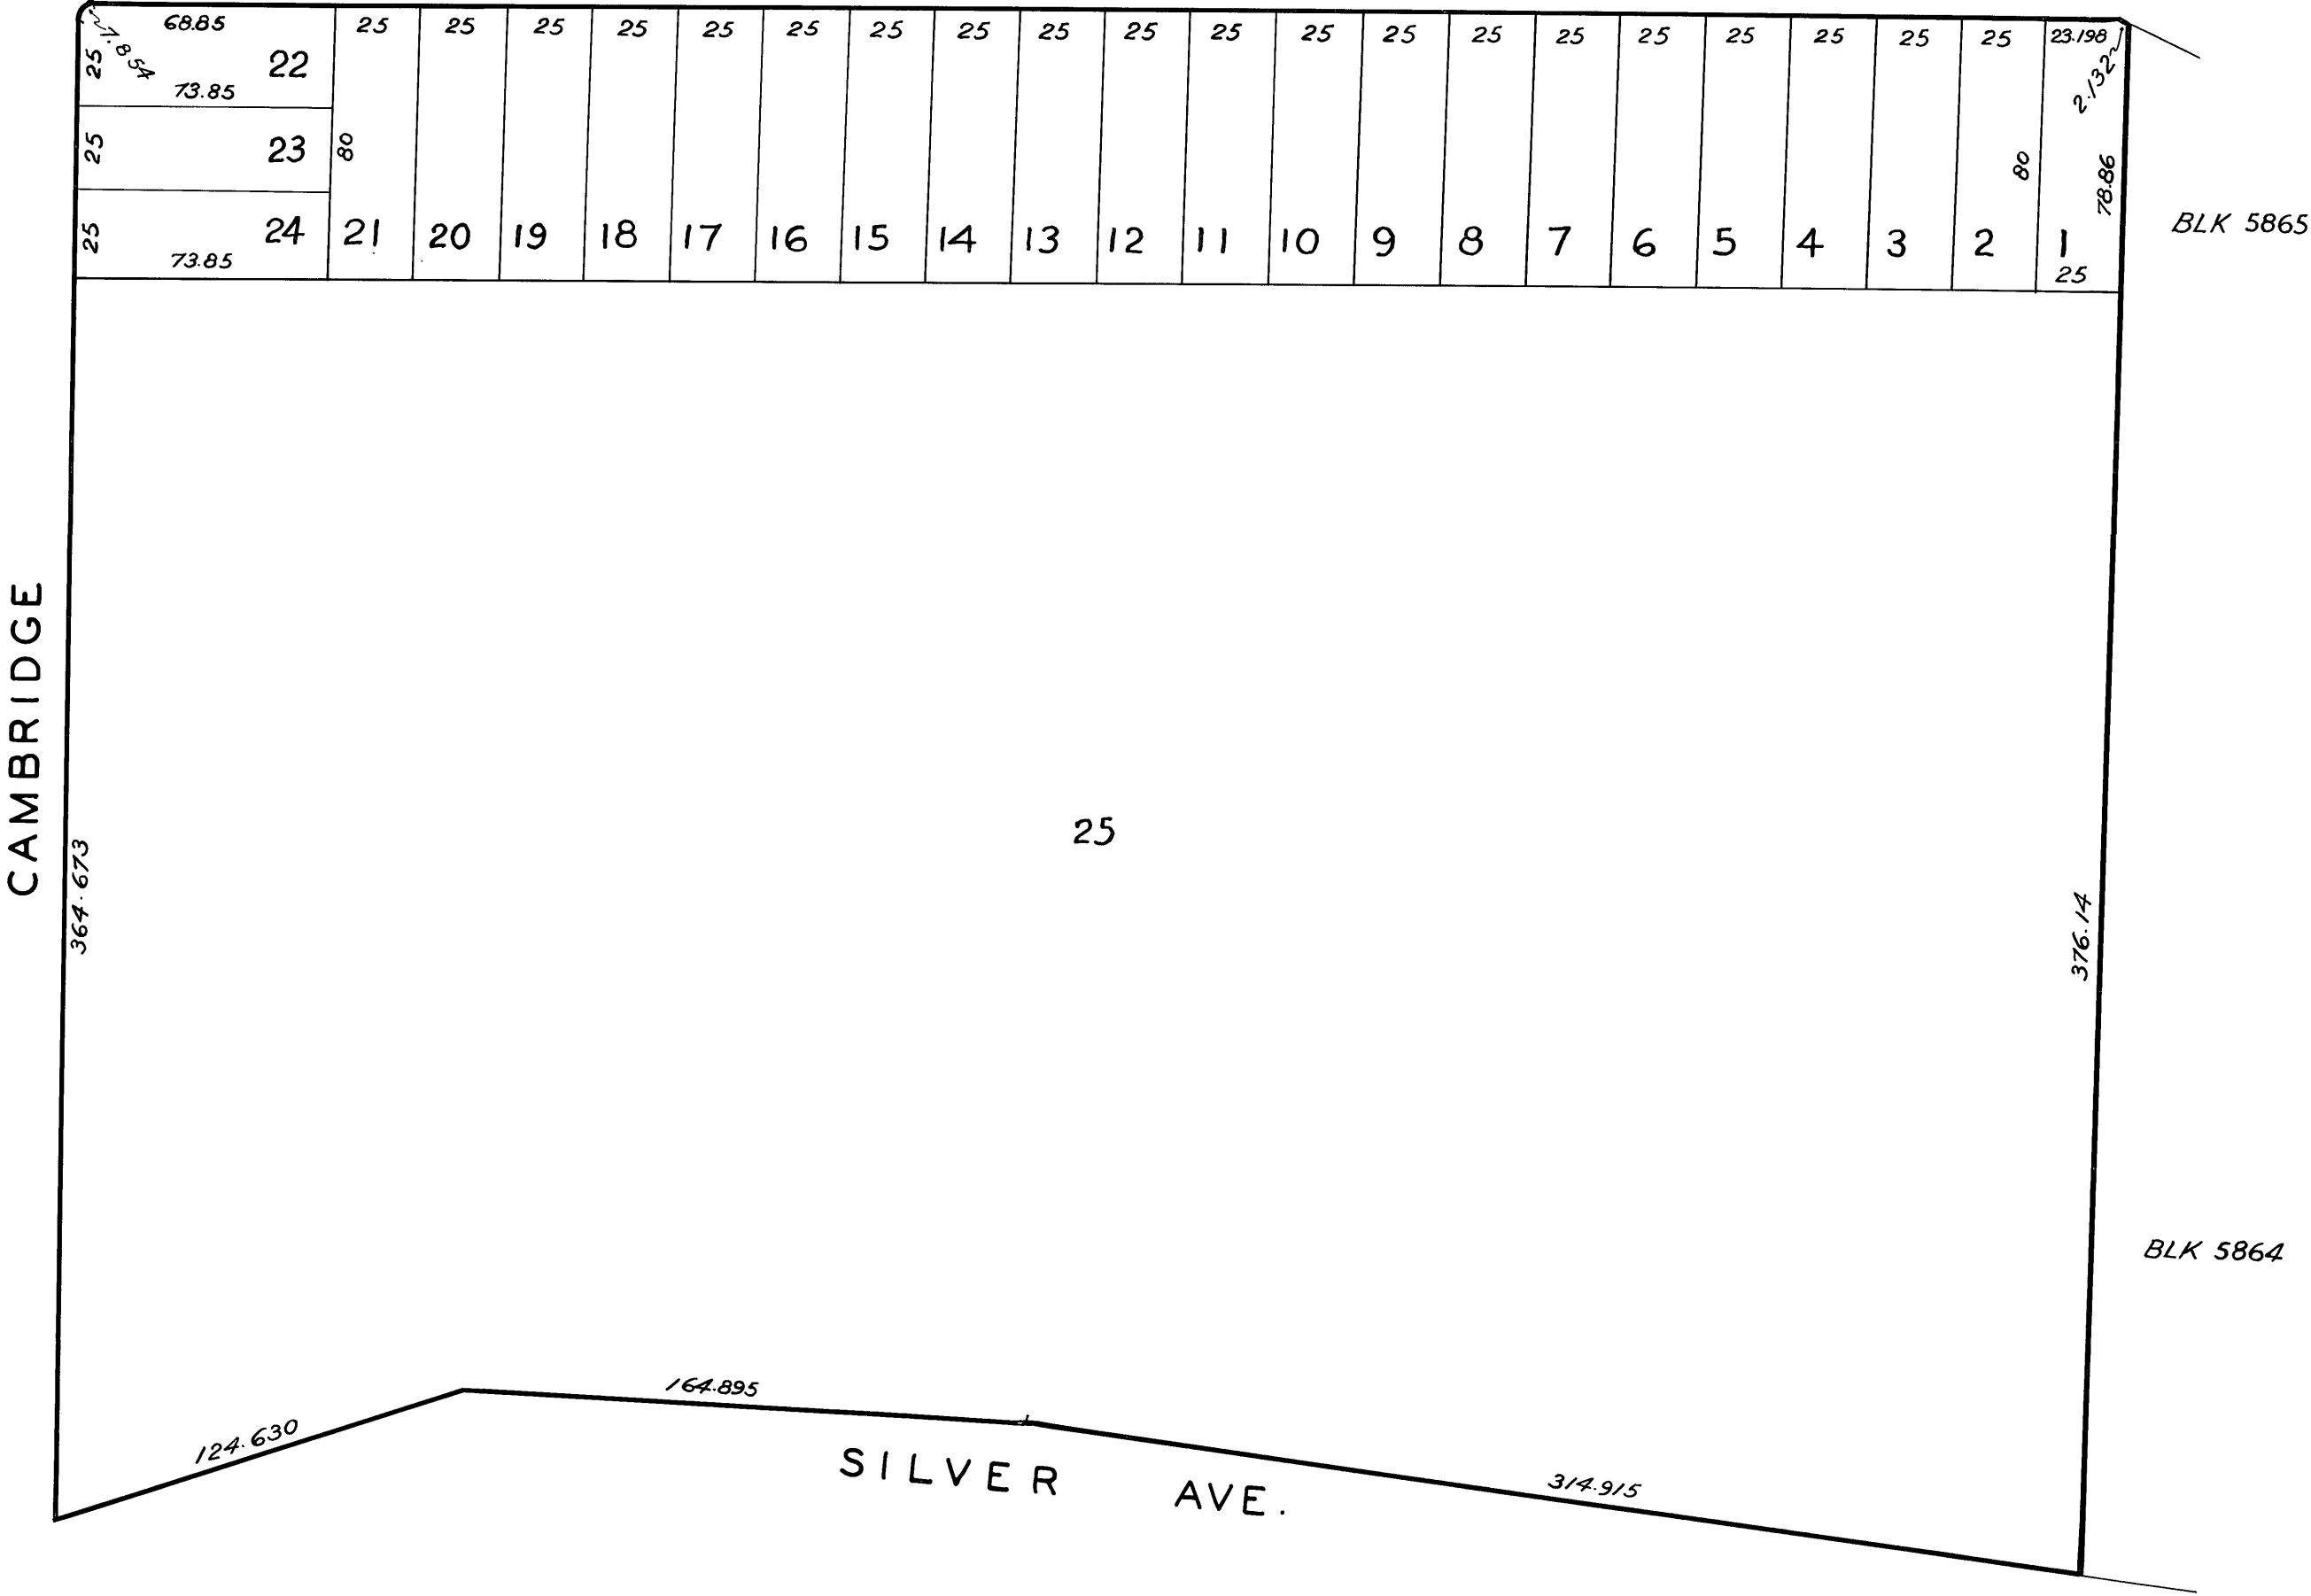 68.85 25 25 25 25 25 25 25 25 25 25 25 25 25 25 25 25 25 25 25 25 23.198
25 7.854 22 2.132
73.85
25 23 80 80 78.86
25 24 21 20 19 18 17 16 15 14 13 12 11 10 9 8 7 6 5 4 3 2 1 BLK 5865
73.85 25
CAMBRIDGE
25
364.673 376.14
BLK 5864
164.895
124.630
SILVER AVE.
314.915